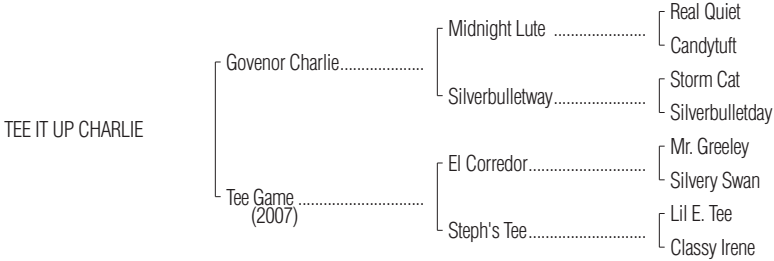 Real Quiet
Midnight Lute ....................
Candytuft
Govenor Charlie..................
Storm Cat
Silverbulletway....................
Silverbulletday
TEE IT UP CHARLIE
Mr. Greeley
El Corredor.........................
Silvery Swan
Tee Game ...........................
(2007)
Lil E. Tee
Steph's Tee.........................
Classy Irene